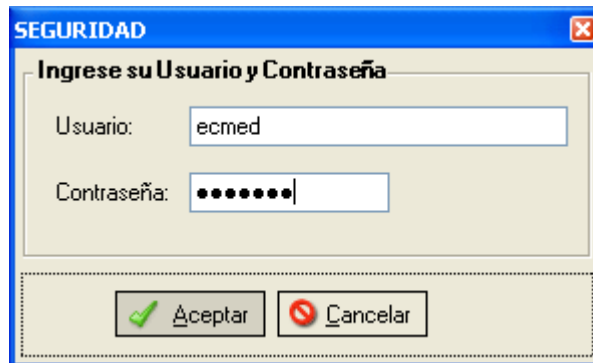 SEGURIDAD
Ingrese su Usuario y Contraseña
Usuario: ecmed
Contraseña: ●●●●●●●
Aceptar Cancelar